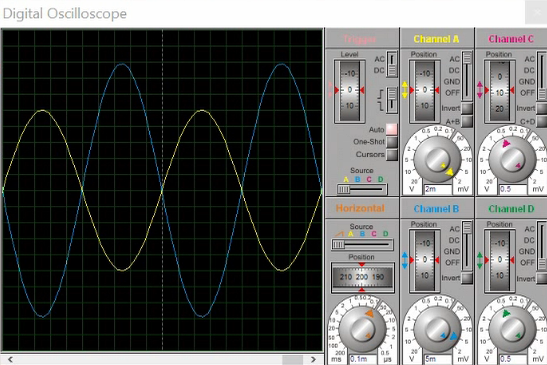 Digital Oscilloscope
Trigger
Level
-10
0
10
AC
DC
Auto
One-Shot
Cursors
Source
A B C D
Channel A
Position
-10
0
10
AC
DC
GND
OFF
Invert
A+B
V
2m
mV
Channel C
Position
-10
0
10
20
AC
DC
GND
OFF
Invert
C+D
V
0.5
mV
Horizontal
Source
A B C D
Position
210 200 190
ms
0.1m
µs
Channel B
Position
-10
0
10
AC
DC
GND
OFF
Invert
V
5m
mV
Channel D
Position
-10
0
10
AC
DC
GND
OFF
Invert
V
0.5
mV